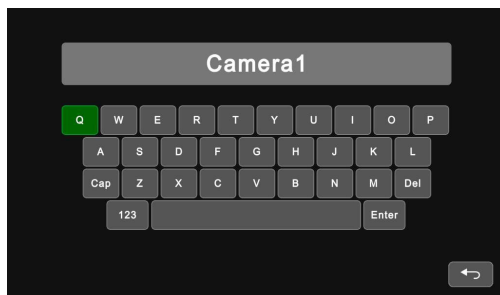 Camera1
Q W E R T Y U I O P
A S D F G H J K L
Cap Z X C V B N M Del
123 Enter